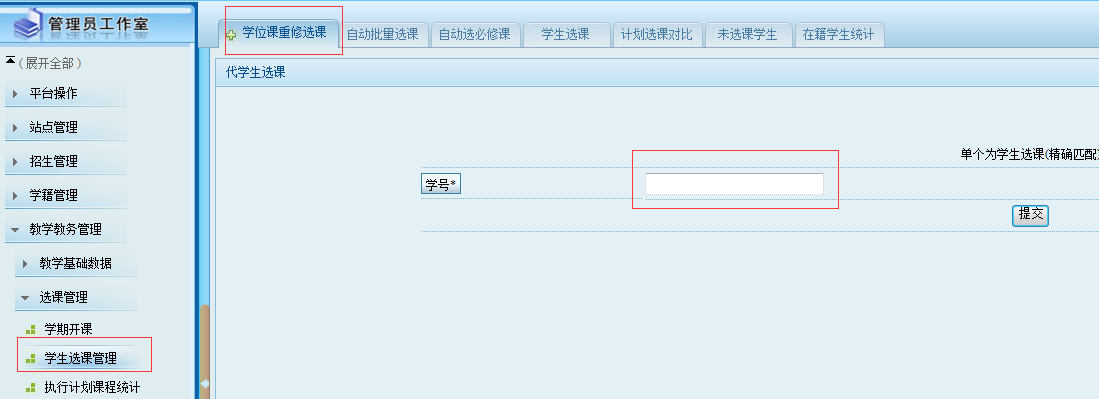 管理员工作室
(展开全部)
平台操作
站点管理
招生管理
学籍管理
教学教务管理
教学基础数据
选课管理
学期开课
学生选课管理
执行计划课程统计
学位课重修选课 自动批量选课 自动选必修课 学生选课 计划选课对比 未选课学生 在籍学生统计
代学生选课
单个为学生选课(精确匹配)
学号*
提交